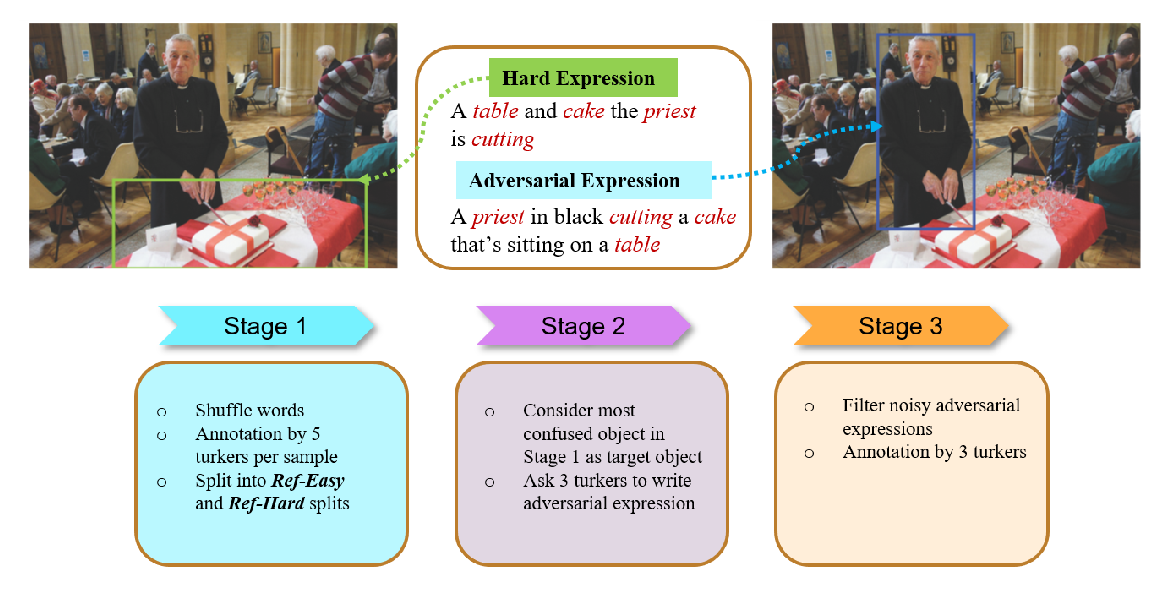 Hard Expression
A table and cake the priest
is cutting
Adversarial Expression
A priest in black cutting a cake
that's sitting on a table
Stage 1
○ Shuffle words
○ Annotation by 5
turkers per sample
○ Split into Ref-Easy
and Ref-Hard splits
Stage 2
○ Consider most
confused object in
Stage 1 as target object
○ Ask 3 turkers to write
adversarial expression
Stage 3
○ Filter noisy adversarial
expressions
○ Annotation by 3 turkers